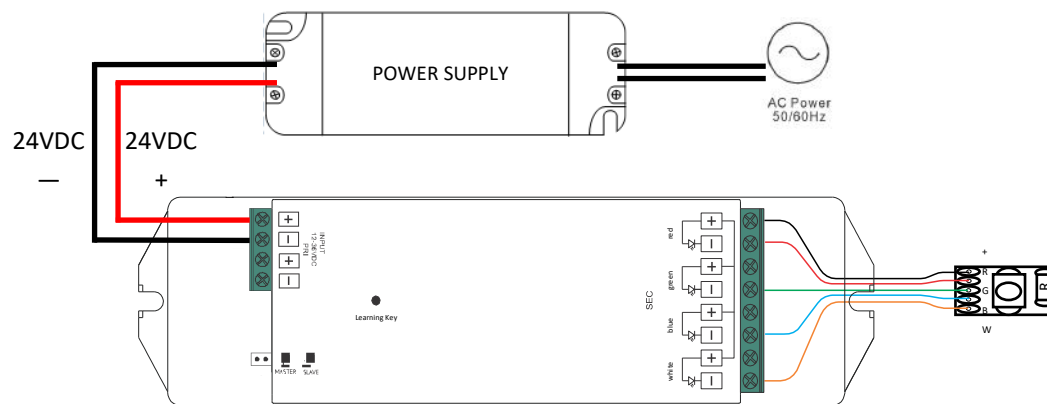 POWER SUPPLY
AC Power
50/60Hz
24VDC
24VDC
—
+
+
−
+
−
INPUT
12-36VDC
PRI
Learning Key
MASTER
SLAVE
SEC
red
+
−
green
+
−
blue
+
−
white
+
−
+
R
G
B
W
R